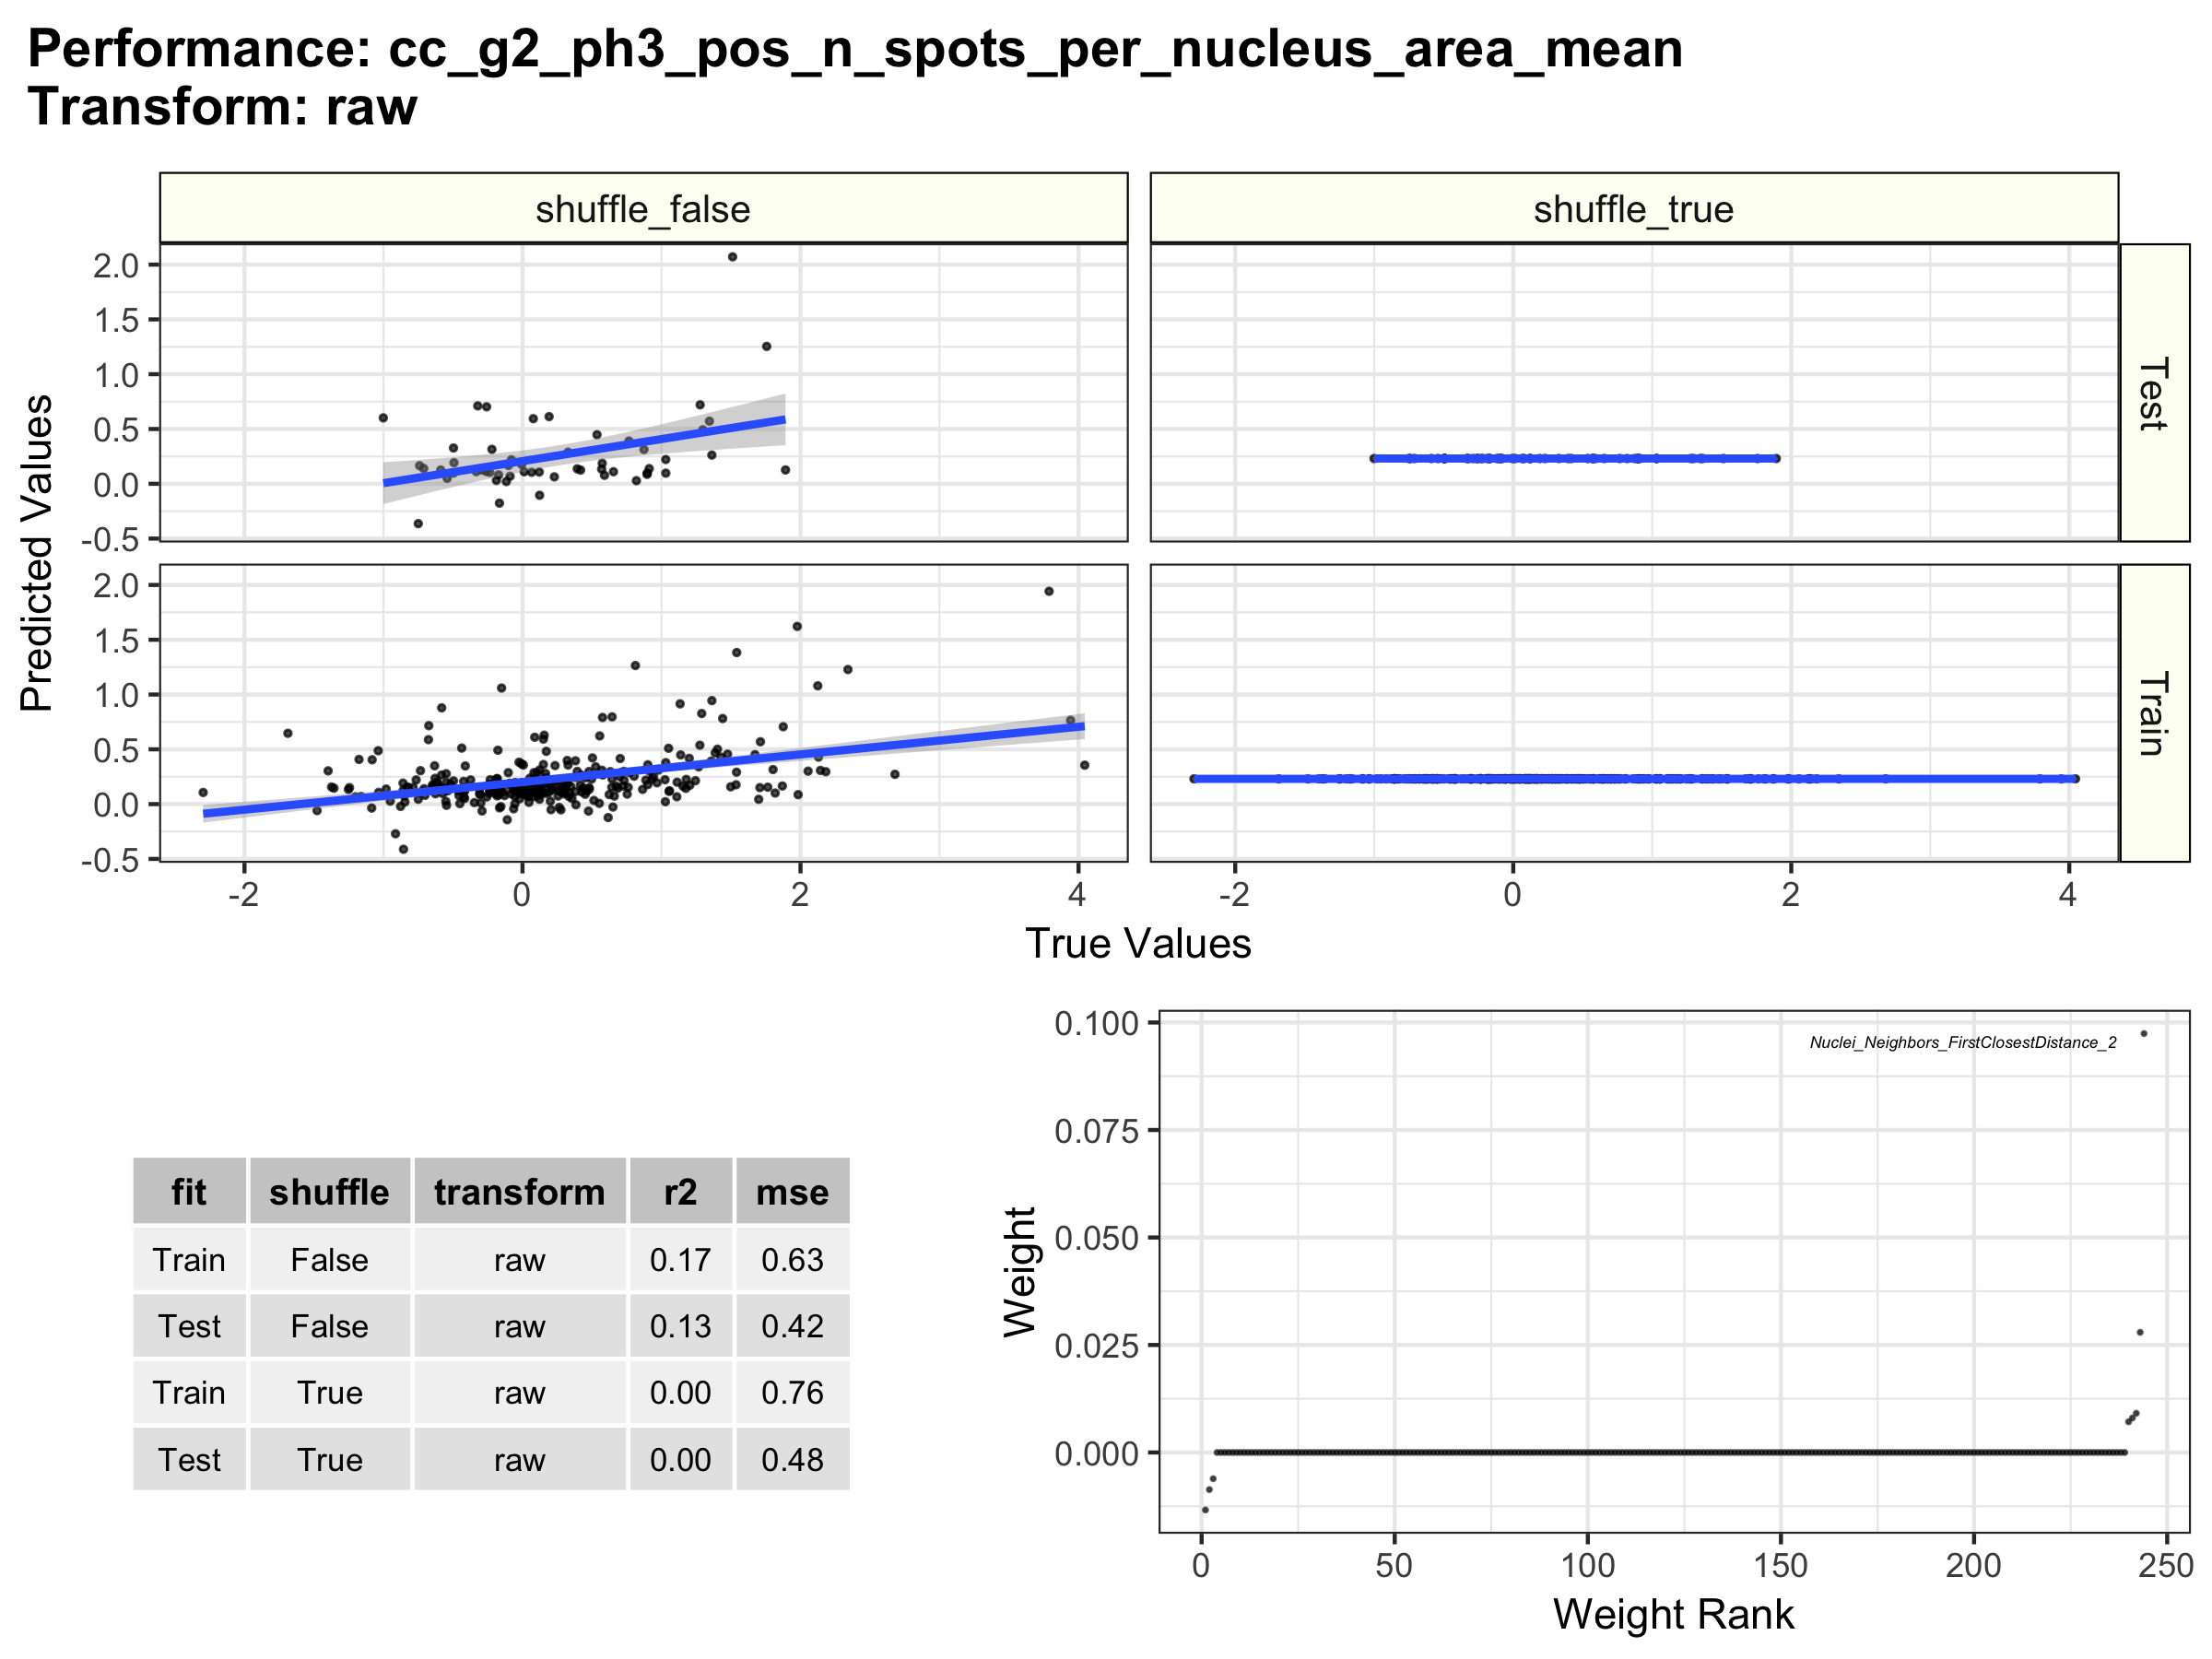 Performance: cc_g2_ph3_pos_n_spots_per_nucleus_area_mean
Transform: raw
shuffle_false
shuffle_true
2.0
1.5
1.0
0.5
0.0
-0.5
Test
2.0
1.5
1.0
0.5
0.0
-0.5
Train
Predicted Values
-2
0
2
4
-2
0
2
4
True Values
fit shuffle transform r2 mse
Train False raw 0.17 0.63
Test False raw 0.13 0.42
Train True raw 0.00 0.76
Test True raw 0.00 0.48
0.100
0.075
0.050
0.025
0.000
Weight
Nuclei_Neighbors_FirstClosestDistance_2
0
50
100
150
200
250
Weight Rank